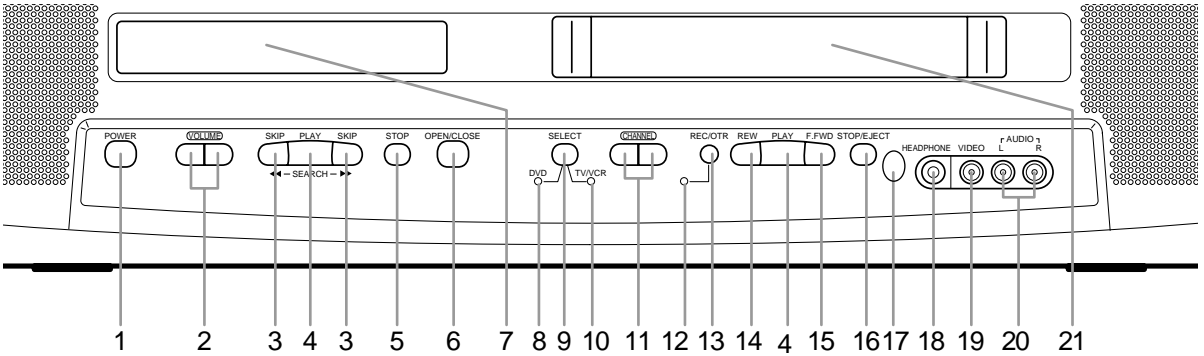 POWER VOLUME SKIP PLAY SKIP STOP OPEN/CLOSE SELECT CHANNEL REC/OTR REW PLAY F.FWD STOP/EJECT
AUDIO
HEADPHONE VIDEO L R
SEARCH
DVD TV/VCR
1 2 3 4 3 5 6 7 8 9 10 11 12 13 14 4 15 16 17 18 19 20 21